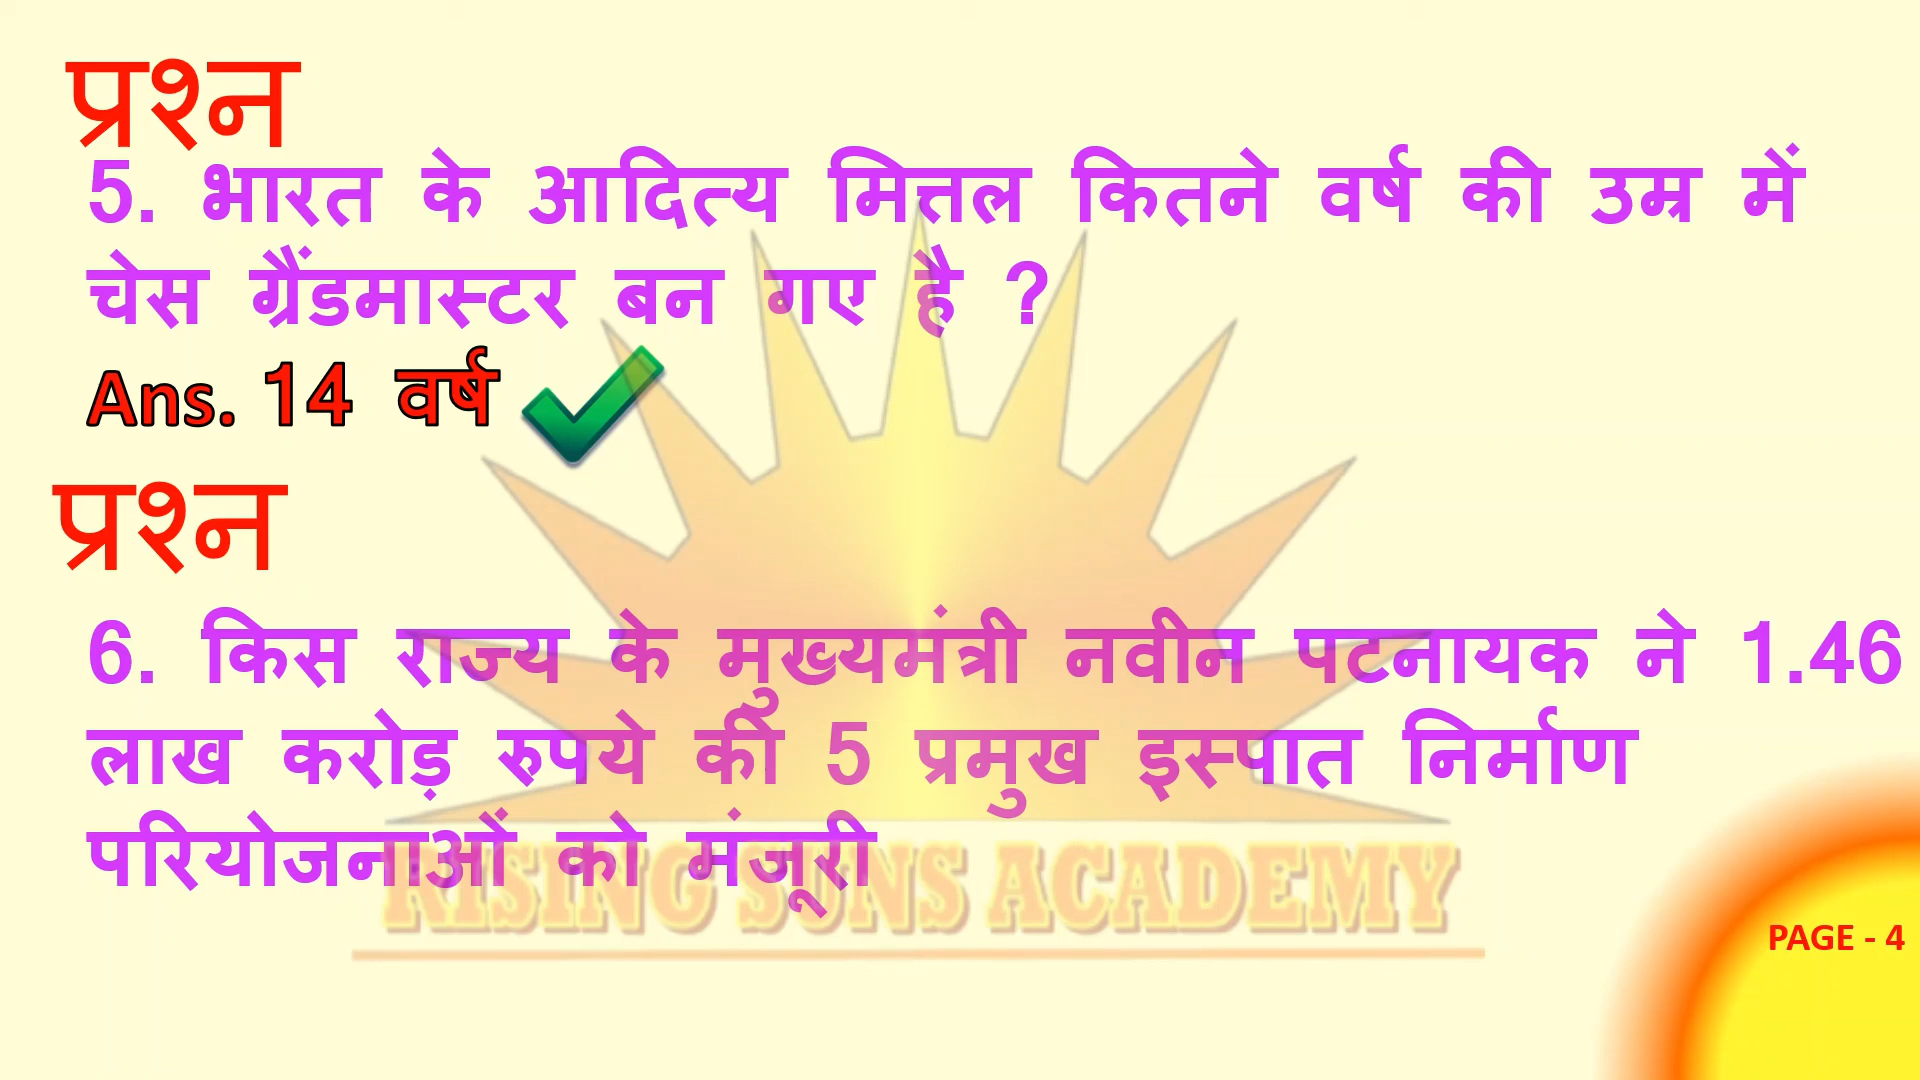 प्रश्न
5. भारत के आदित्य मित्तल कितने वर्ष की उम्र में
चेस ग्रैंडमास्टर बन गए है ?
Ans. 14 वर्ष
प्रश्न
6. किस राज्य के मुख्यमंत्री नवीन पटनायक ने 1.46
लाख करोड़ रुपये की 5 प्रमुख इस्पात निर्माण
परियोजनाओं को मंजूरी
RISING SUNS ACADEMY
PAGE - 4